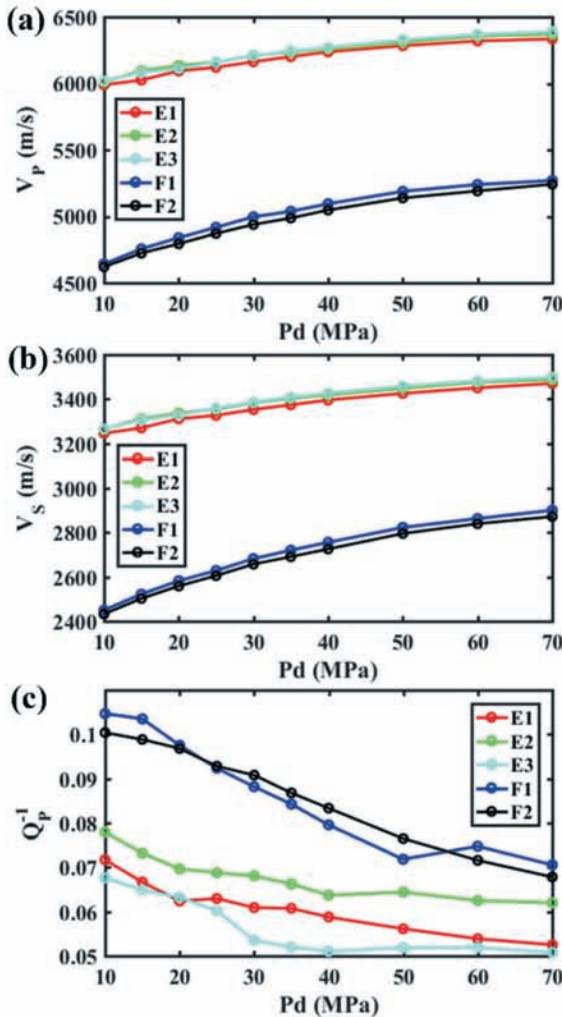 (a)
6500
6000
5500
5000
4500
V_P (m/s)
E1
E2
E3
F1
F2
10 20 30 40 50 60 70
Pd (MPa)
(b)
3600
3400
3200
3000
2800
2600
2400
V_S (m/s)
E1
E2
E3
F1
F2
10 20 30 40 50 60 70
Pd (MPa)
(c)
0.1
0.09
0.08
0.07
0.06
0.05
Q_P^-1
E1
E2
E3
F1
F2
10 20 30 40 50 60 70
Pd (MPa)